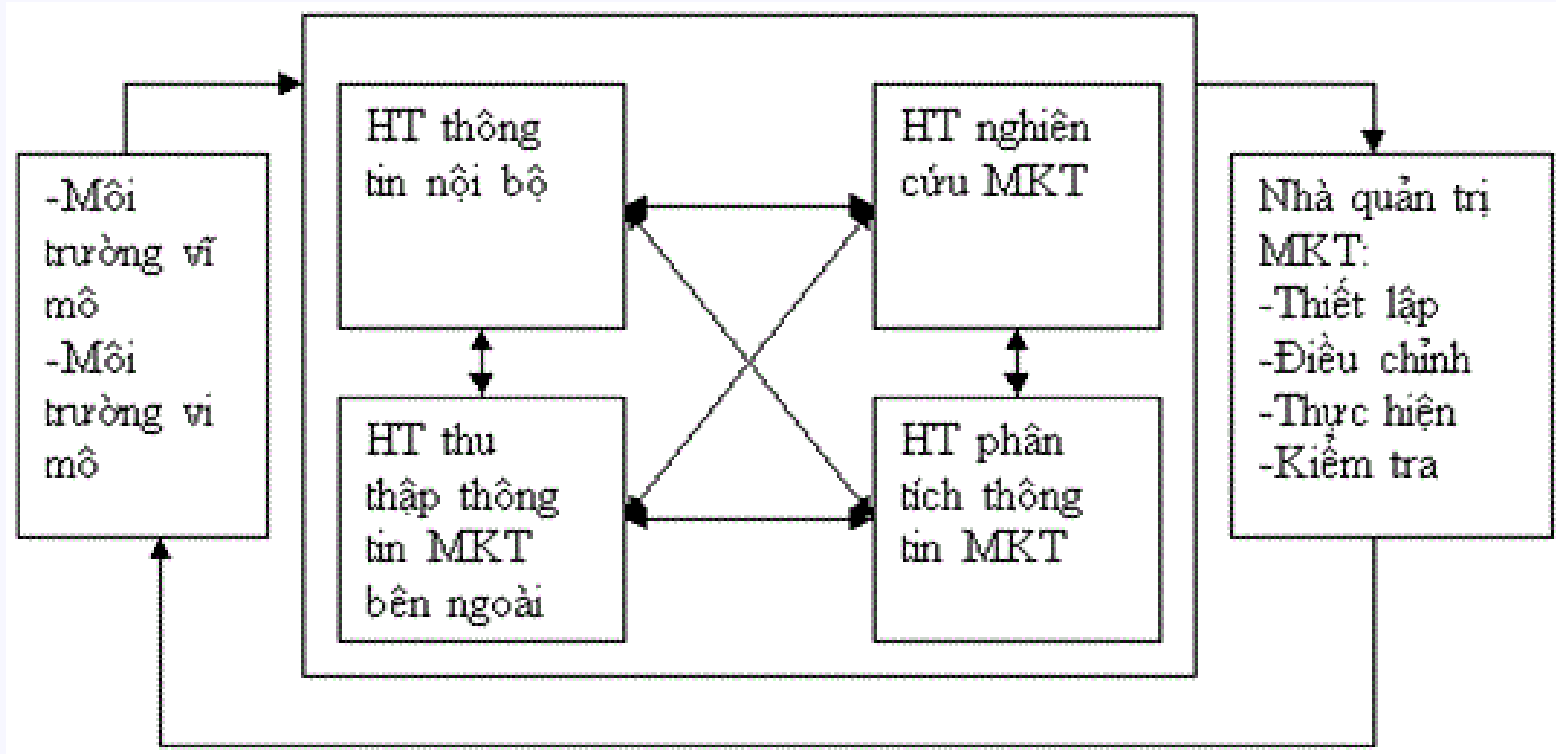 -Môi
trường vĩ
mô
-Môi
trường vi
mô
HT thông
tin nội bộ
HT nghiên
cứu MKT
HT thu
thập thông
tin MKT
bên ngoài
HT phân
tích thông
tin MKT
Nhà quản trị
MKT:
-Thiết lập
-Điều chỉnh
-Thực hiện
-Kiểm tra